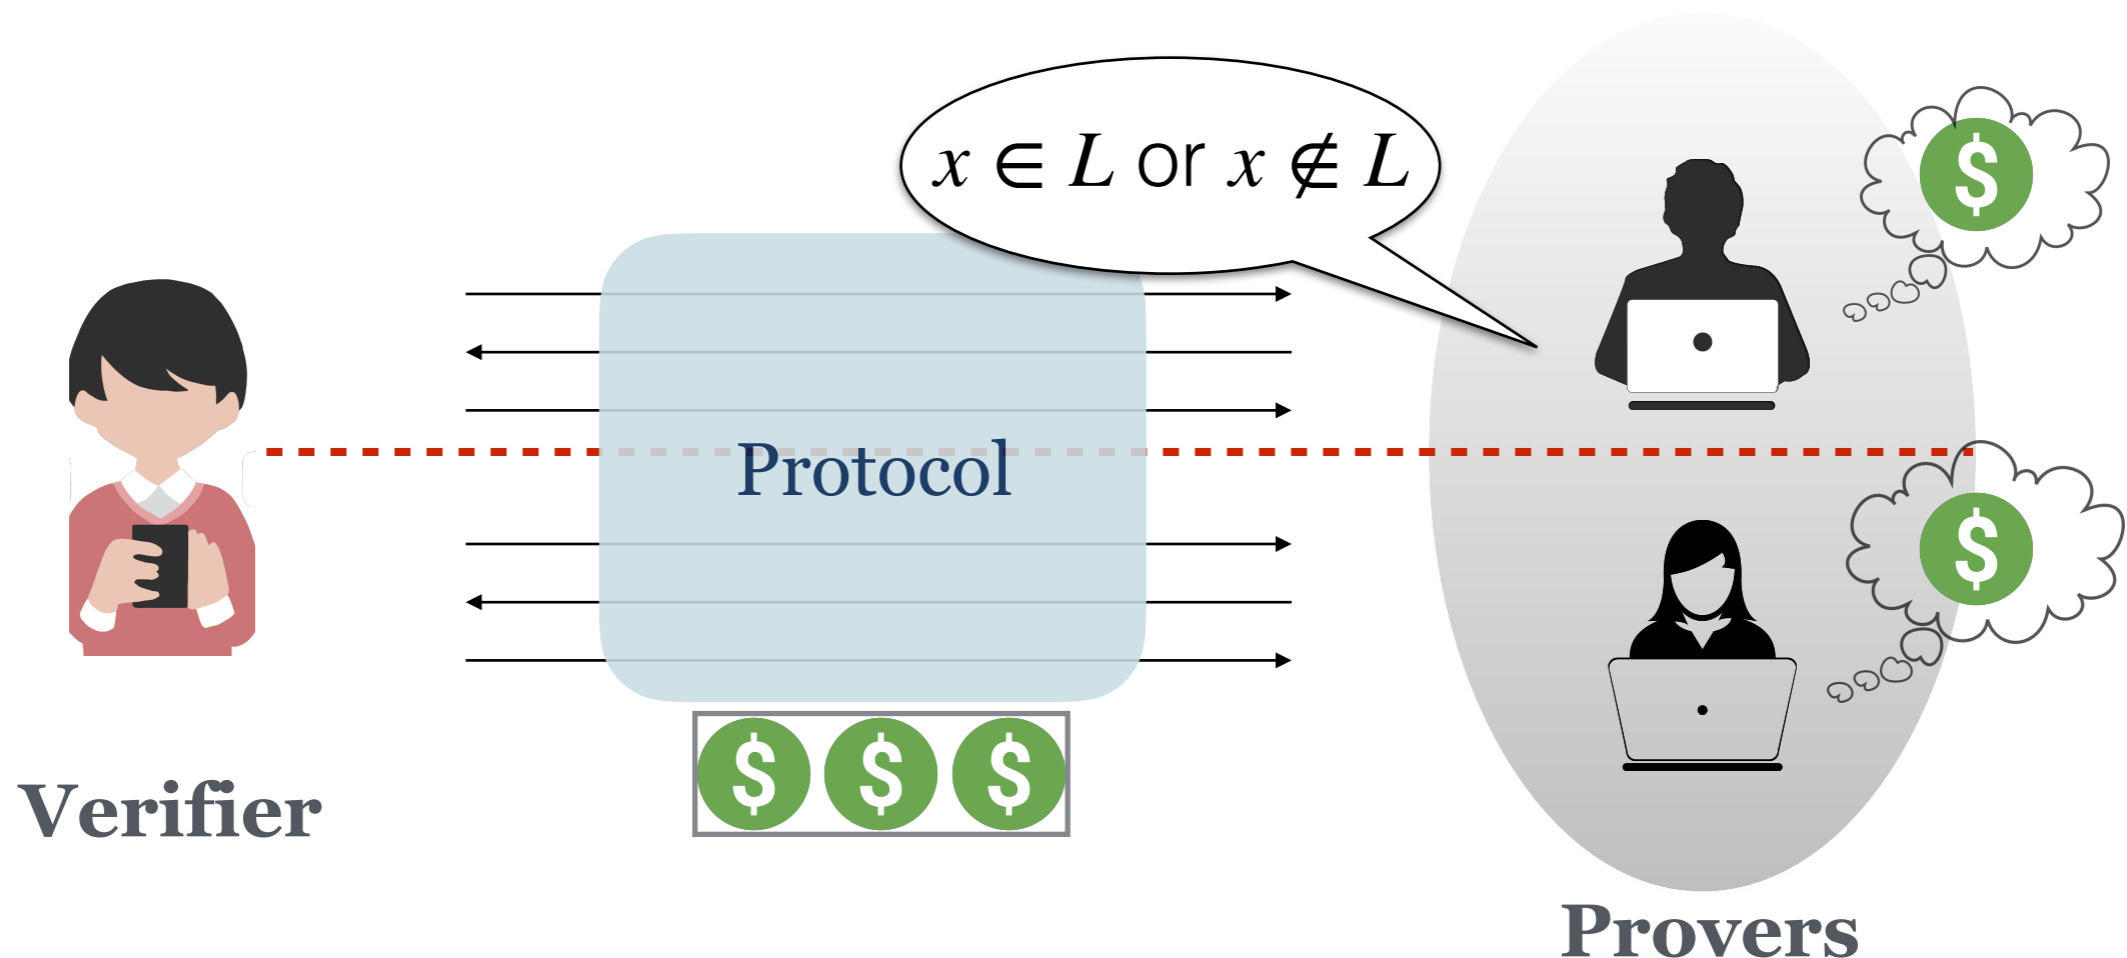 x ∈ L or x ∉ L
$
Protocol
$
$ $ $
Verifier
Provers